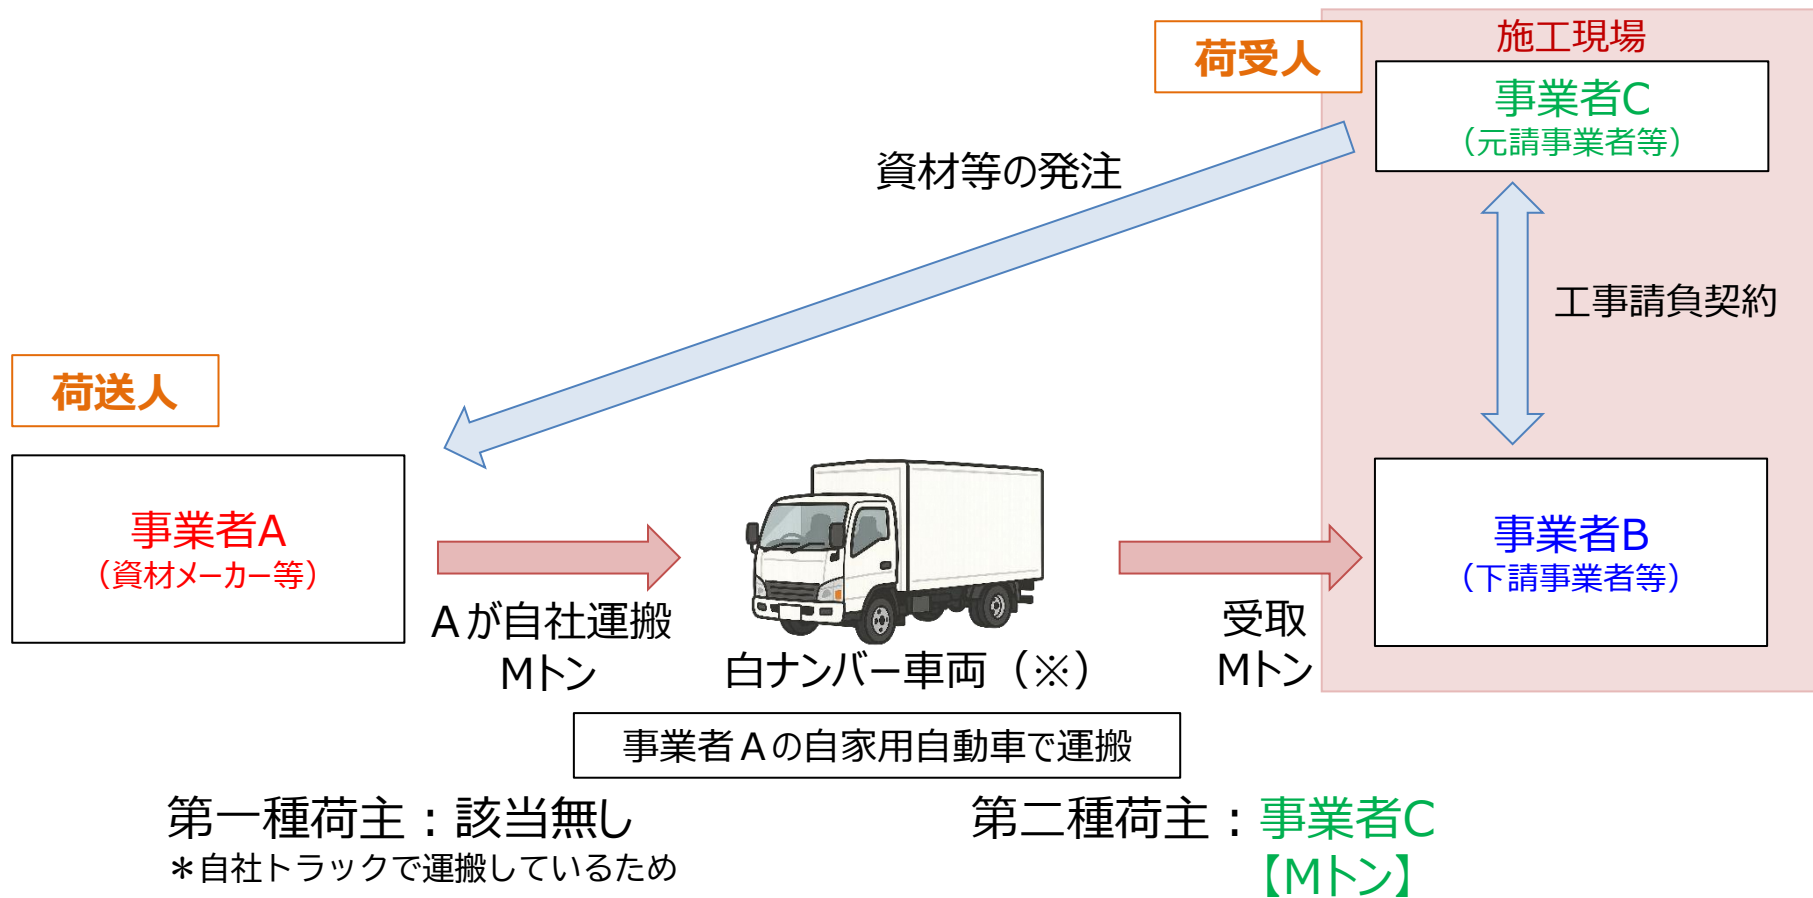 施工現場
荷受人
事業者C
（元請事業者等）
資材等の発注
工事請負契約
荷送人
事業者A
（資材メーカー等）
Aが自社運搬
Mトン
白ナンバー車両（※）
受取
Mトン
事業者B
（下請事業者等）
事業者Aの自家用自動車で運搬
第一種荷主：該当無し
＊自社トラックで運搬しているため
第二種荷主：事業者C
【Mトン】